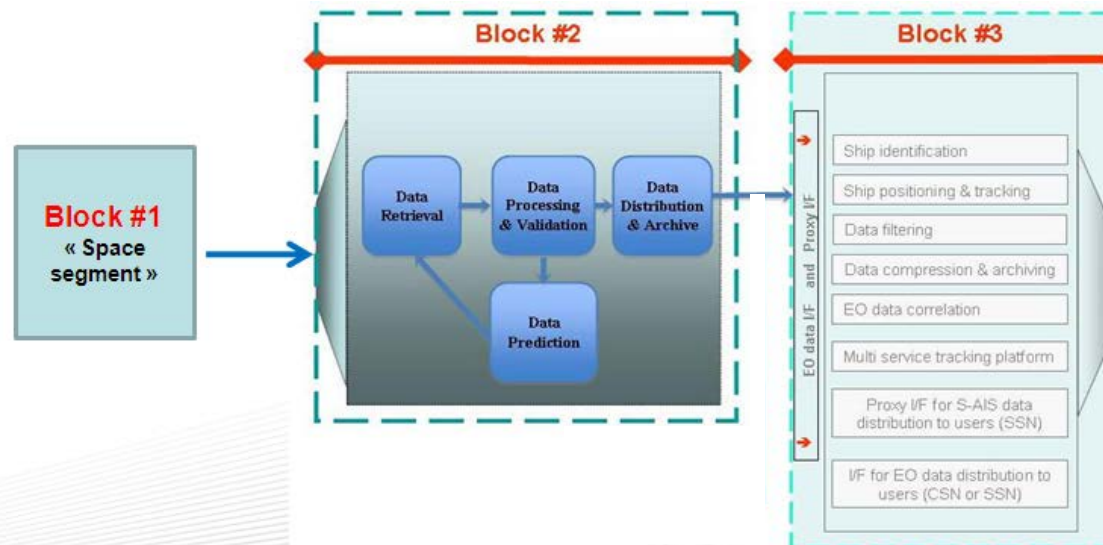 Block #1
« Space
segment »
Block #2
Data
Retrieval
Data
Processing
& Validation
Data
Distribution
& Archive
Data
Prediction
Block #3
EO data I/F and Proxy I/F
Ship identification
Ship positioning & tracking
Data filtering
Data compression & archiving
EO data correlation
Multi service tracking platform
Proxy I/F for S-AIS data
distribution to users (SSN)
I/F for EO data distribution to
users (CSN or SSN)